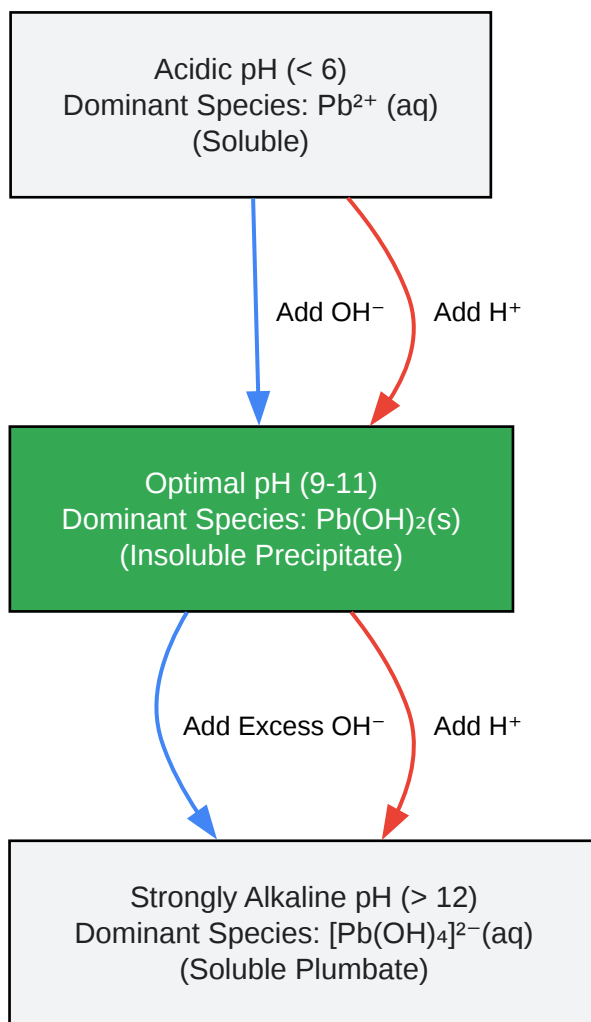 Acidic pH (< 6)
Dominant Species: Pb²⁺ (aq)
(Soluble)
Add OH⁻
Add H⁺
Optimal pH (9-11)
Dominant Species: Pb(OH)₂(s)
(Insoluble Precipitate)
Add Excess OH⁻
Add H⁺
Strongly Alkaline pH (> 12)
Dominant Species: [Pb(OH)₄]²⁻(aq)
(Soluble Plumbate)